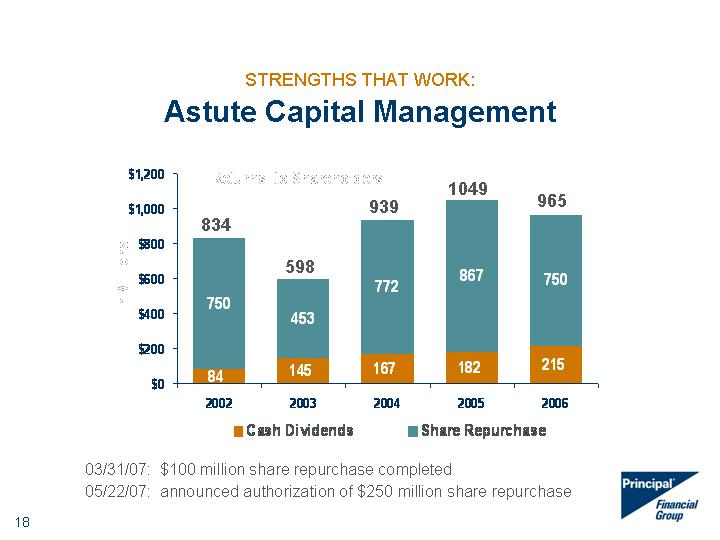 STRENGTHS THAT WORK:
Astute Capital Management
Returns to Shareholders
$1,200
$1,000
$800
$600
$400
$200
$0
834
750
84
598
453
145
939
772
167
1049
867
182
965
750
215
2002 2003 2004 2005 2006
Cash Dividends Share Repurchase
03/31/07: $100 million share repurchase completed
05/22/07: announced authorization of $250 million share repurchase
Principal
Financial
Group
18